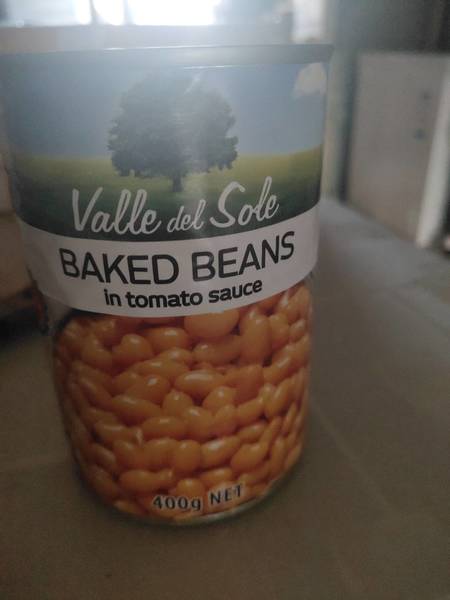 Valle del Sole
BAKED BEANS
in tomato sauce
400g NET